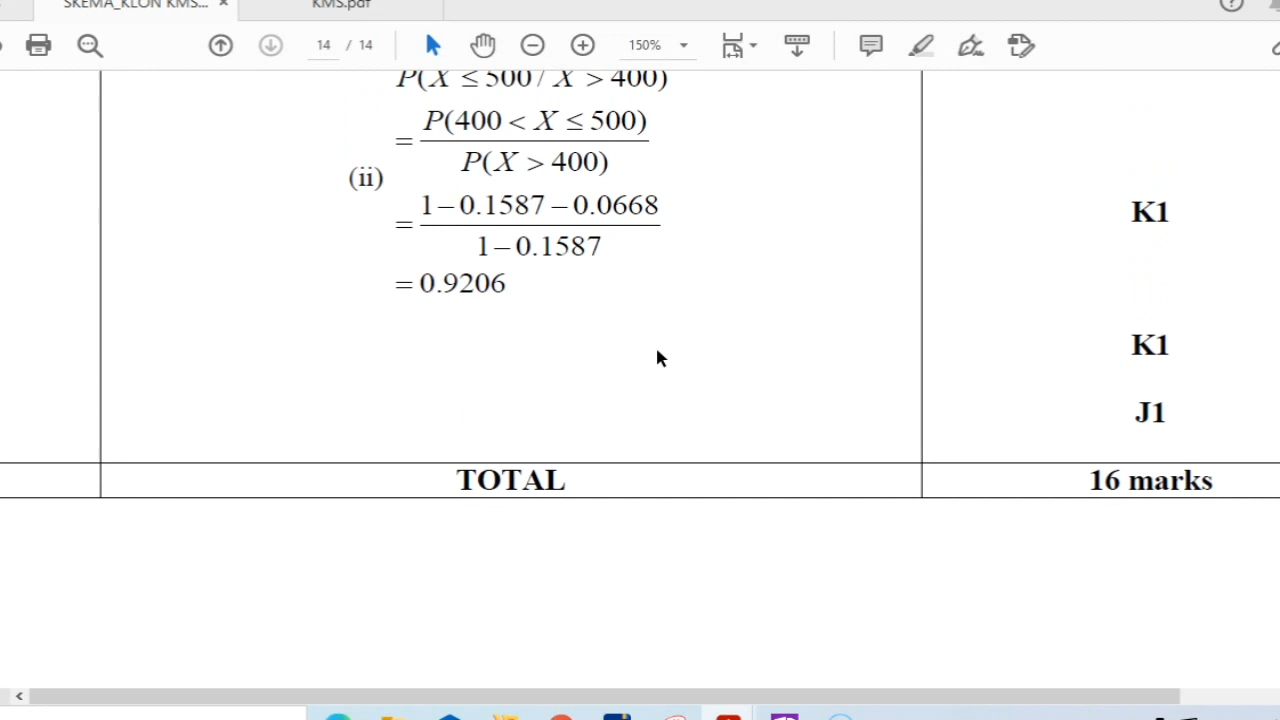 SKEMA_KLON KMS... ×
KMS.pdf
14 / 14
150%
P(X ≤ 500 / X > 400)
= P(400 < X ≤ 500) / P(X > 400)
(ii)
= 1 − 0.1587 − 0.0668 / 1 − 0.1587
K1
= 0.9206
K1
J1
TOTAL 16 marks